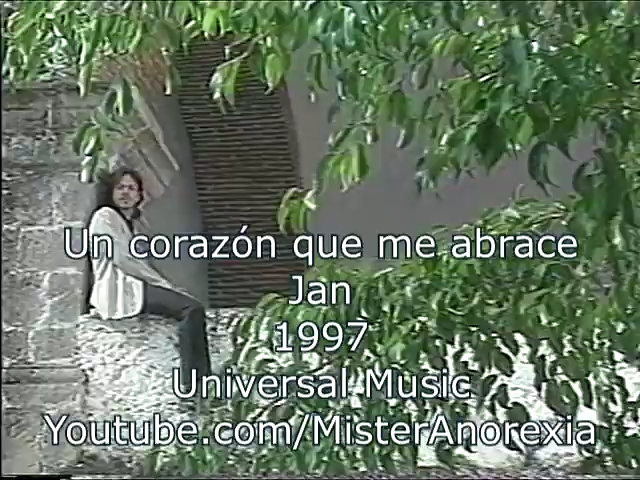 Un corazón que me abrace
Jan
1997
Universal Music
Youtube.com/MisterAnorexia